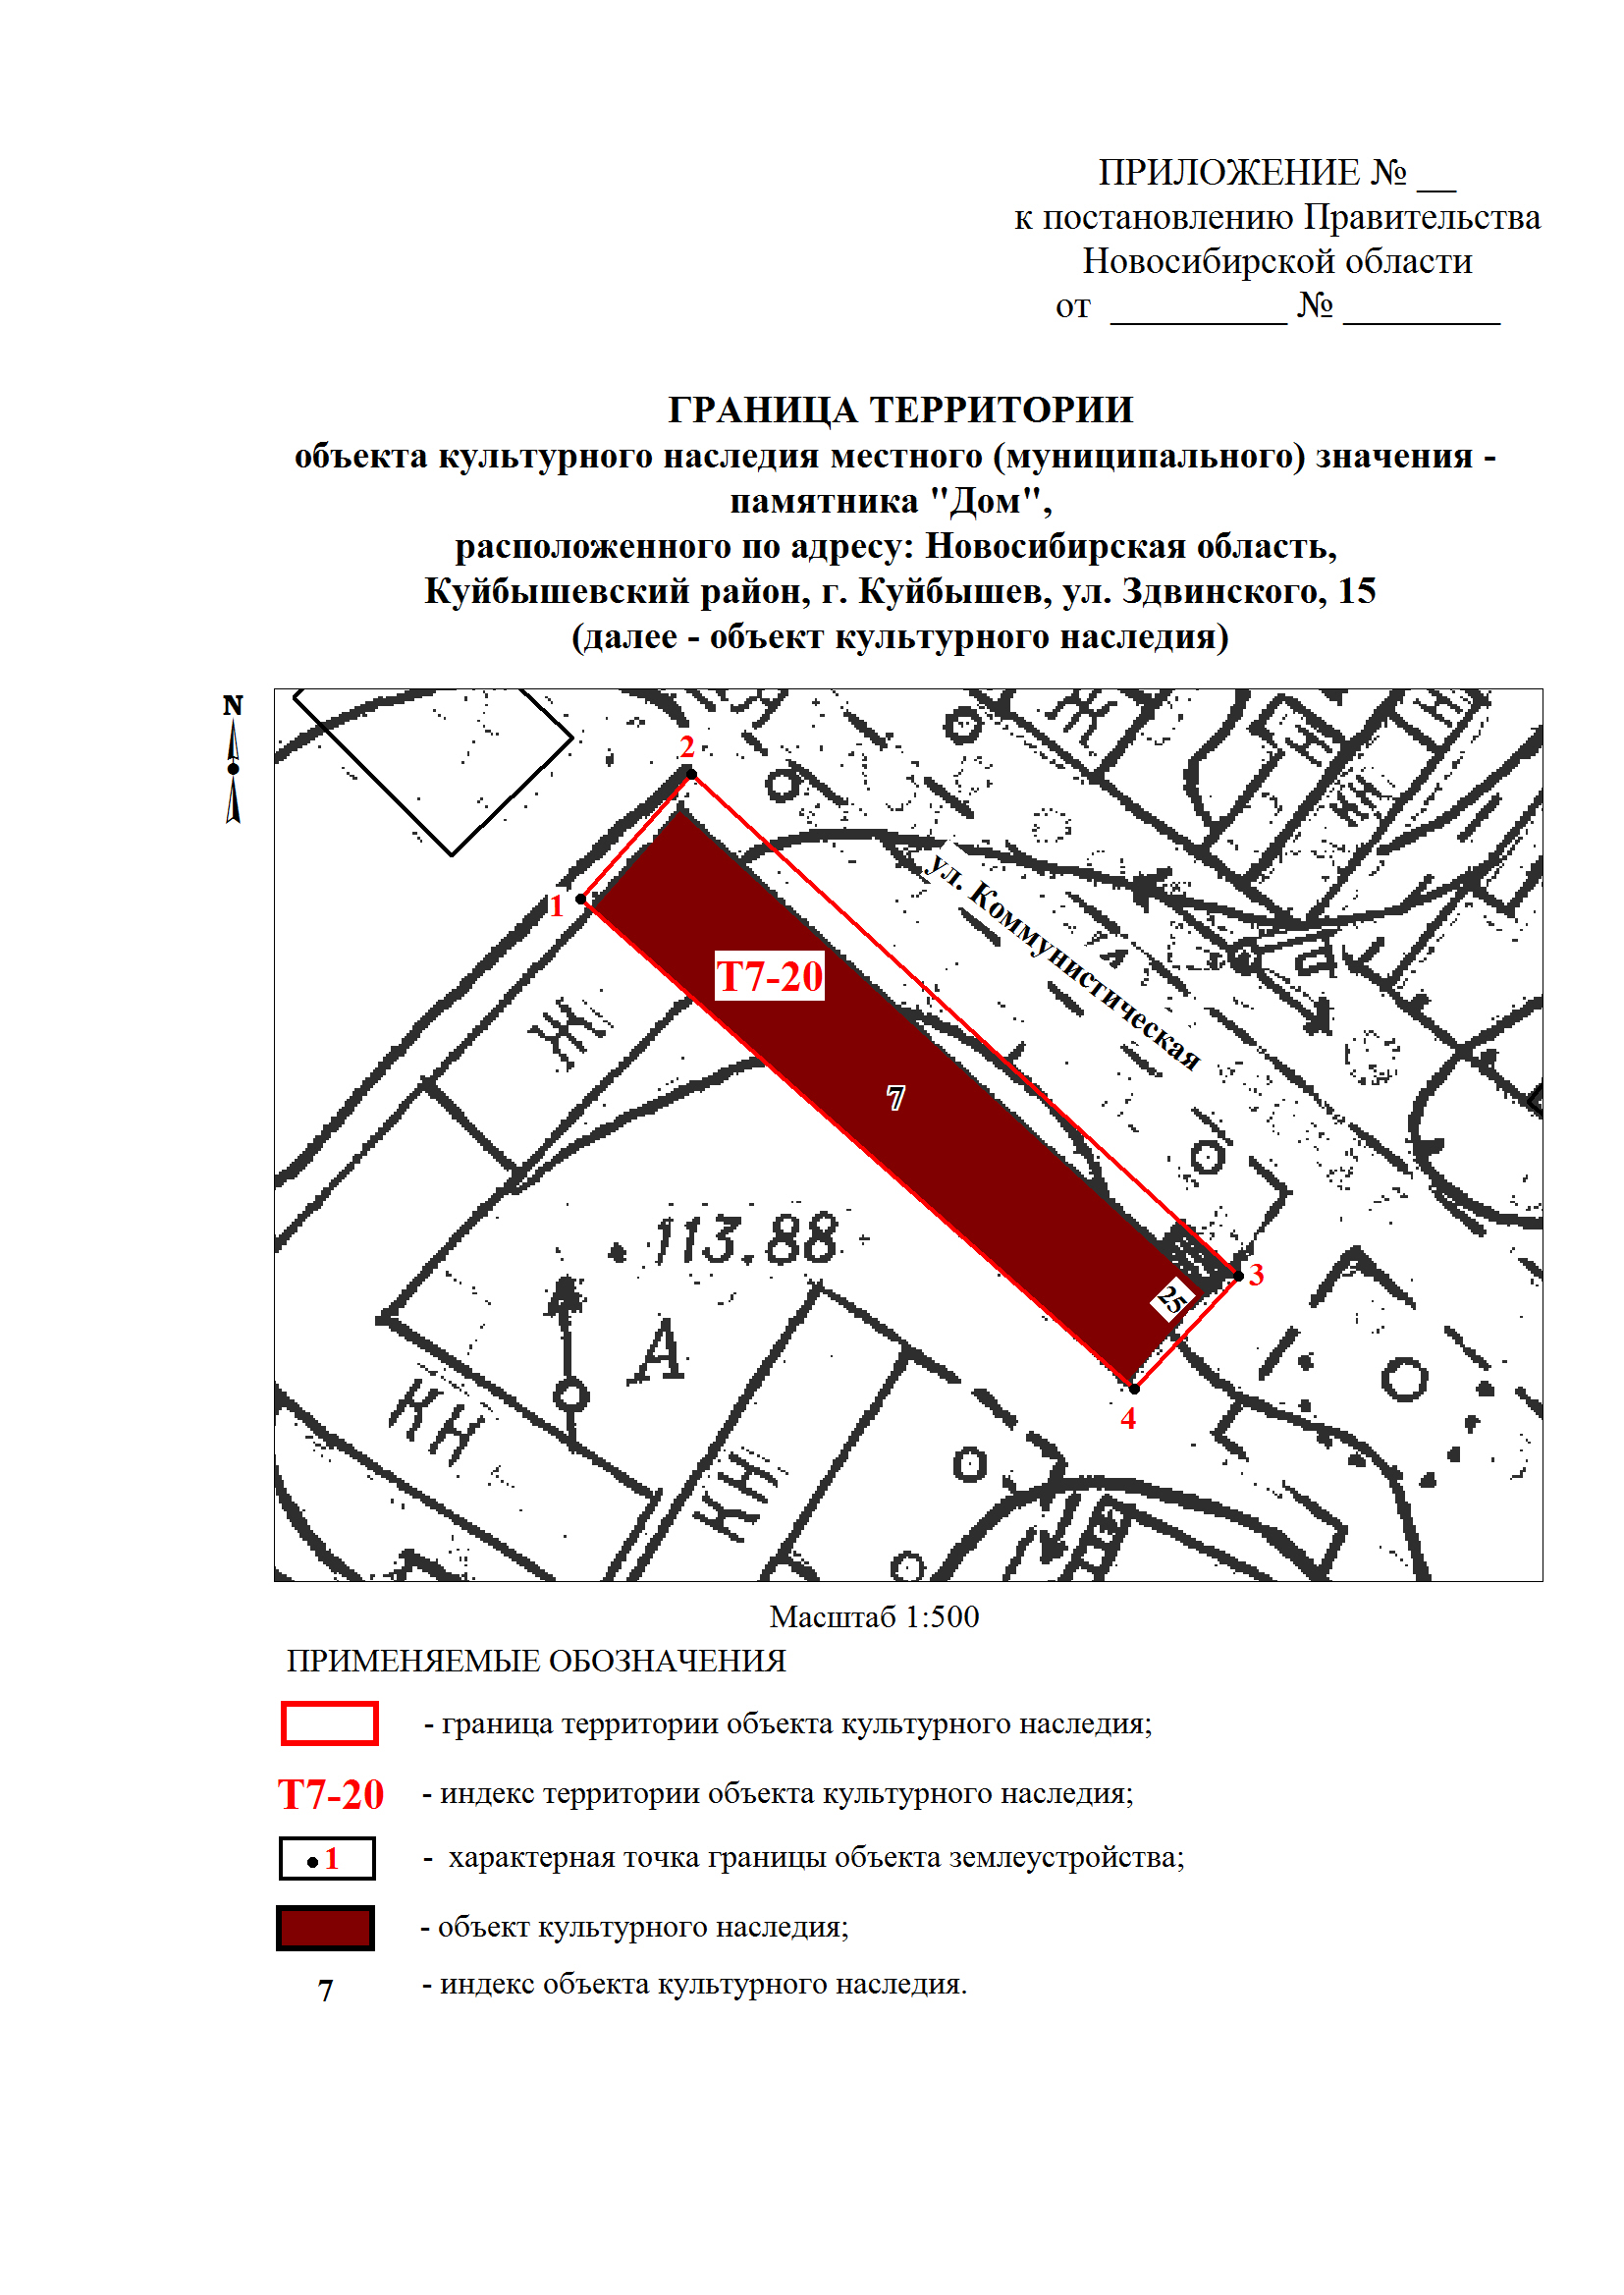 ПРИЛОЖЕНИЕ № __
к постановлению Правительства
Новосибирской области
от _________ № ________
ГРАНИЦА ТЕРРИТОРИИ
объекта культурного наследия местного (муниципального) значения -
памятника "Дом",
расположенного по адресу: Новосибирская область,
Куйбышевский район, г. Куйбышев, ул. Здвинского, 15
(далее - объект культурного наследия)
N
Ж
Н
Н
КН
2
1
ул. Коммунистическая
Т7-20
Ж
7
113.88
3
25
А
4
КН
КН
Масштаб 1:500
ПРИМЕНЯЕМЫЕ ОБОЗНАЧЕНИЯ
- граница территории объекта культурного наследия;
Т7-20 - индекс территории объекта культурного наследия;
1 - характерная точка границы объекта землеустройства;
- объект культурного наследия;
7 - индекс объекта культурного наследия.